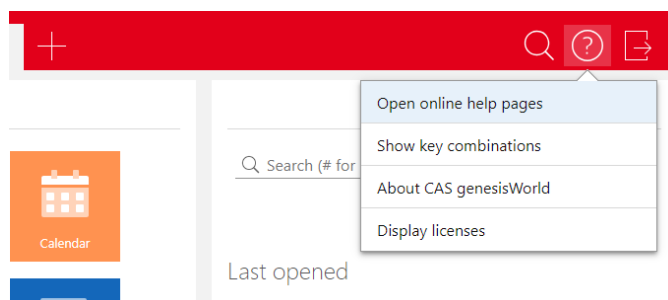 Open online help pages
Show key combinations
Search (# for
About CAS genesisWorld
Calendar
Display licenses
Last opened